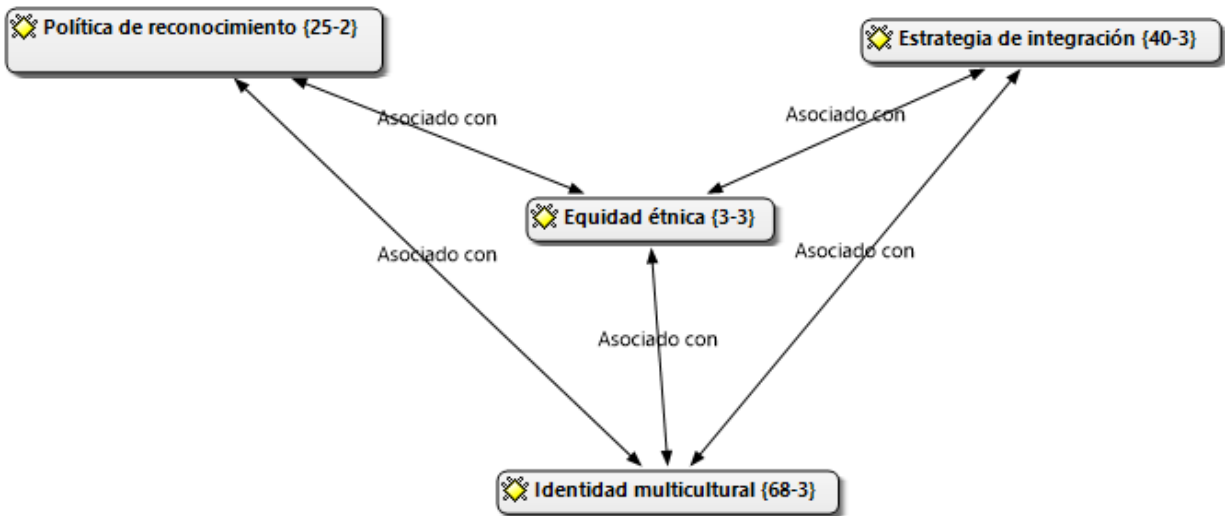 Política de reconocimiento {25-2}
Estrategia de integración {40-3}
Asociado con
Asociado con
Equidad étnica {3-3}
Asociado con
Asociado con
Asociado con
Identidad multicultural {68-3}